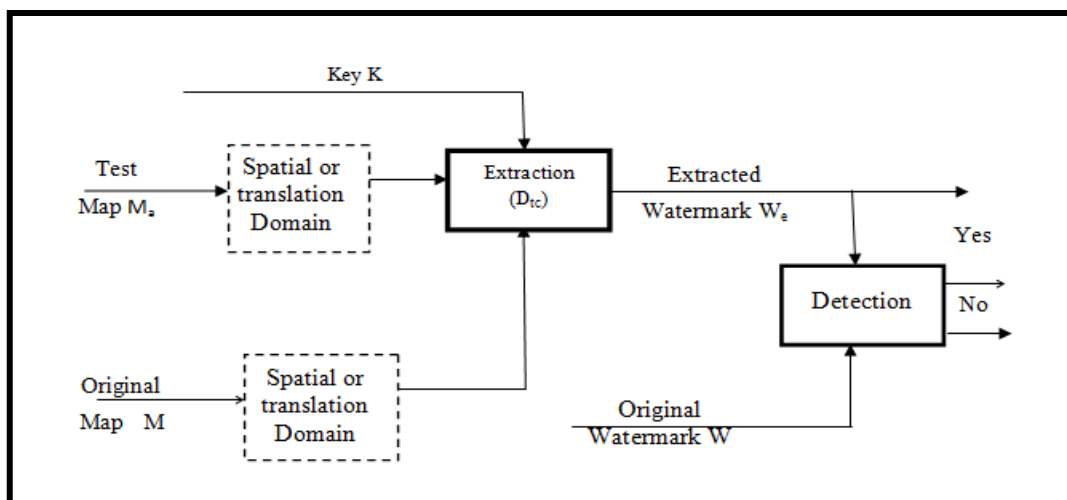 Key K
Test
Map Mₐ
Spatial or
translation
Domain
Extraction
(Dtc)
Extracted
Watermark Wₑ
Yes
No
Detection
Original
Map M
Spatial or
translation
Domain
Original
Watermark W